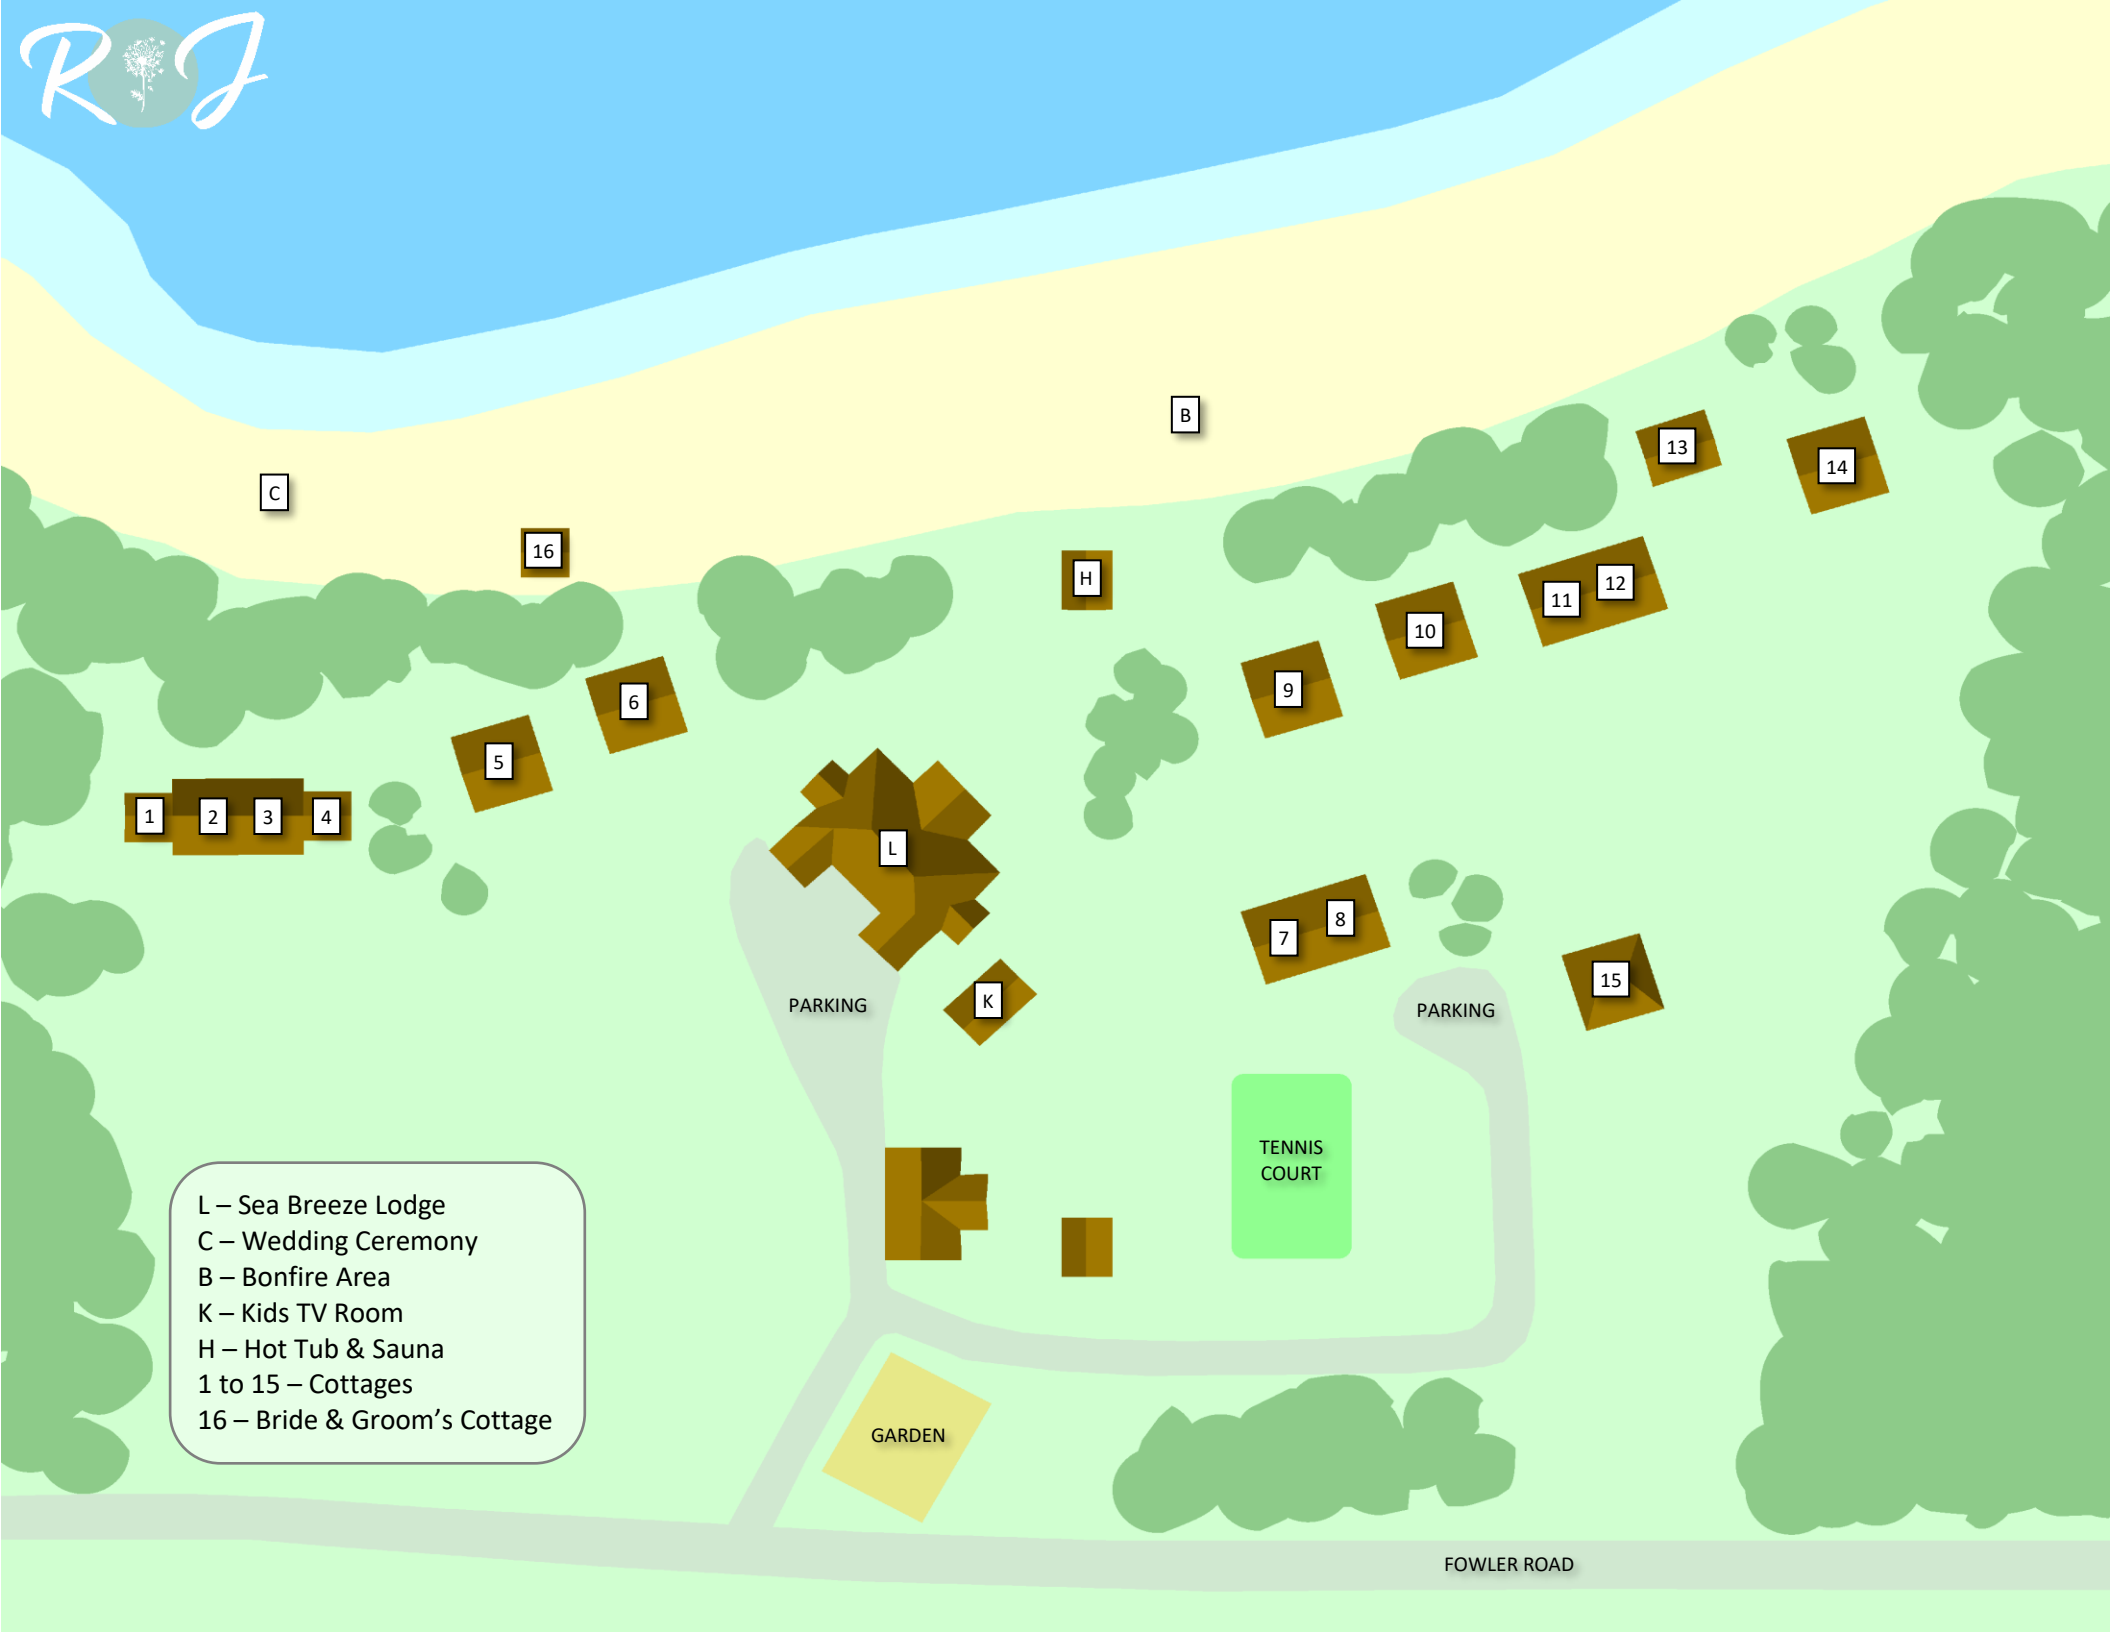 R J
B
13
14
C
16
H
12
11
10
6
9
5
1
2
3
4
L
8
7
15
K
PARKING
PARKING
TENNIS
COURT
L – Sea Breeze Lodge
C – Wedding Ceremony
B – Bonfire Area
K – Kids TV Room
H – Hot Tub & Sauna
1 to 15 – Cottages
16 – Bride & Groom’s Cottage
GARDEN
FOWLER ROAD